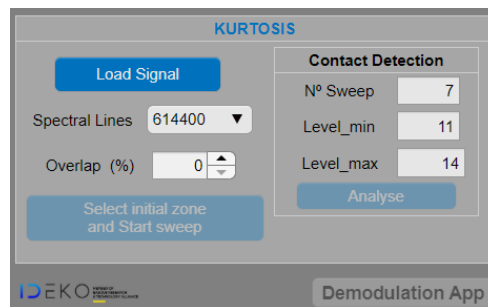 KURTOSIS
Load Signal
Spectral Lines 614400
Overlap (%) 0
Select initial zone
and Start sweep
Contact Detection
Nº Sweep 7
Level_min 11
Level_max 14
Analyse
IDEKO
Demodulation App